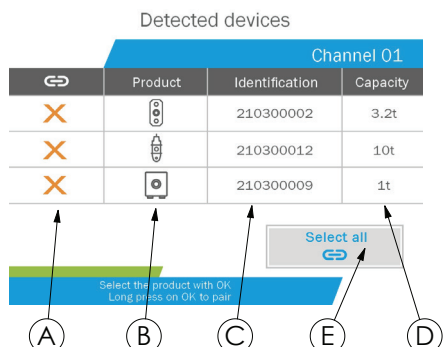 Detected devices
Channel 01
Product Identification Capacity
210300002 3.2t
210300012 10t
210300009 1t
Select all
Select the product with OK
Long press on OK to pair
A B C E D